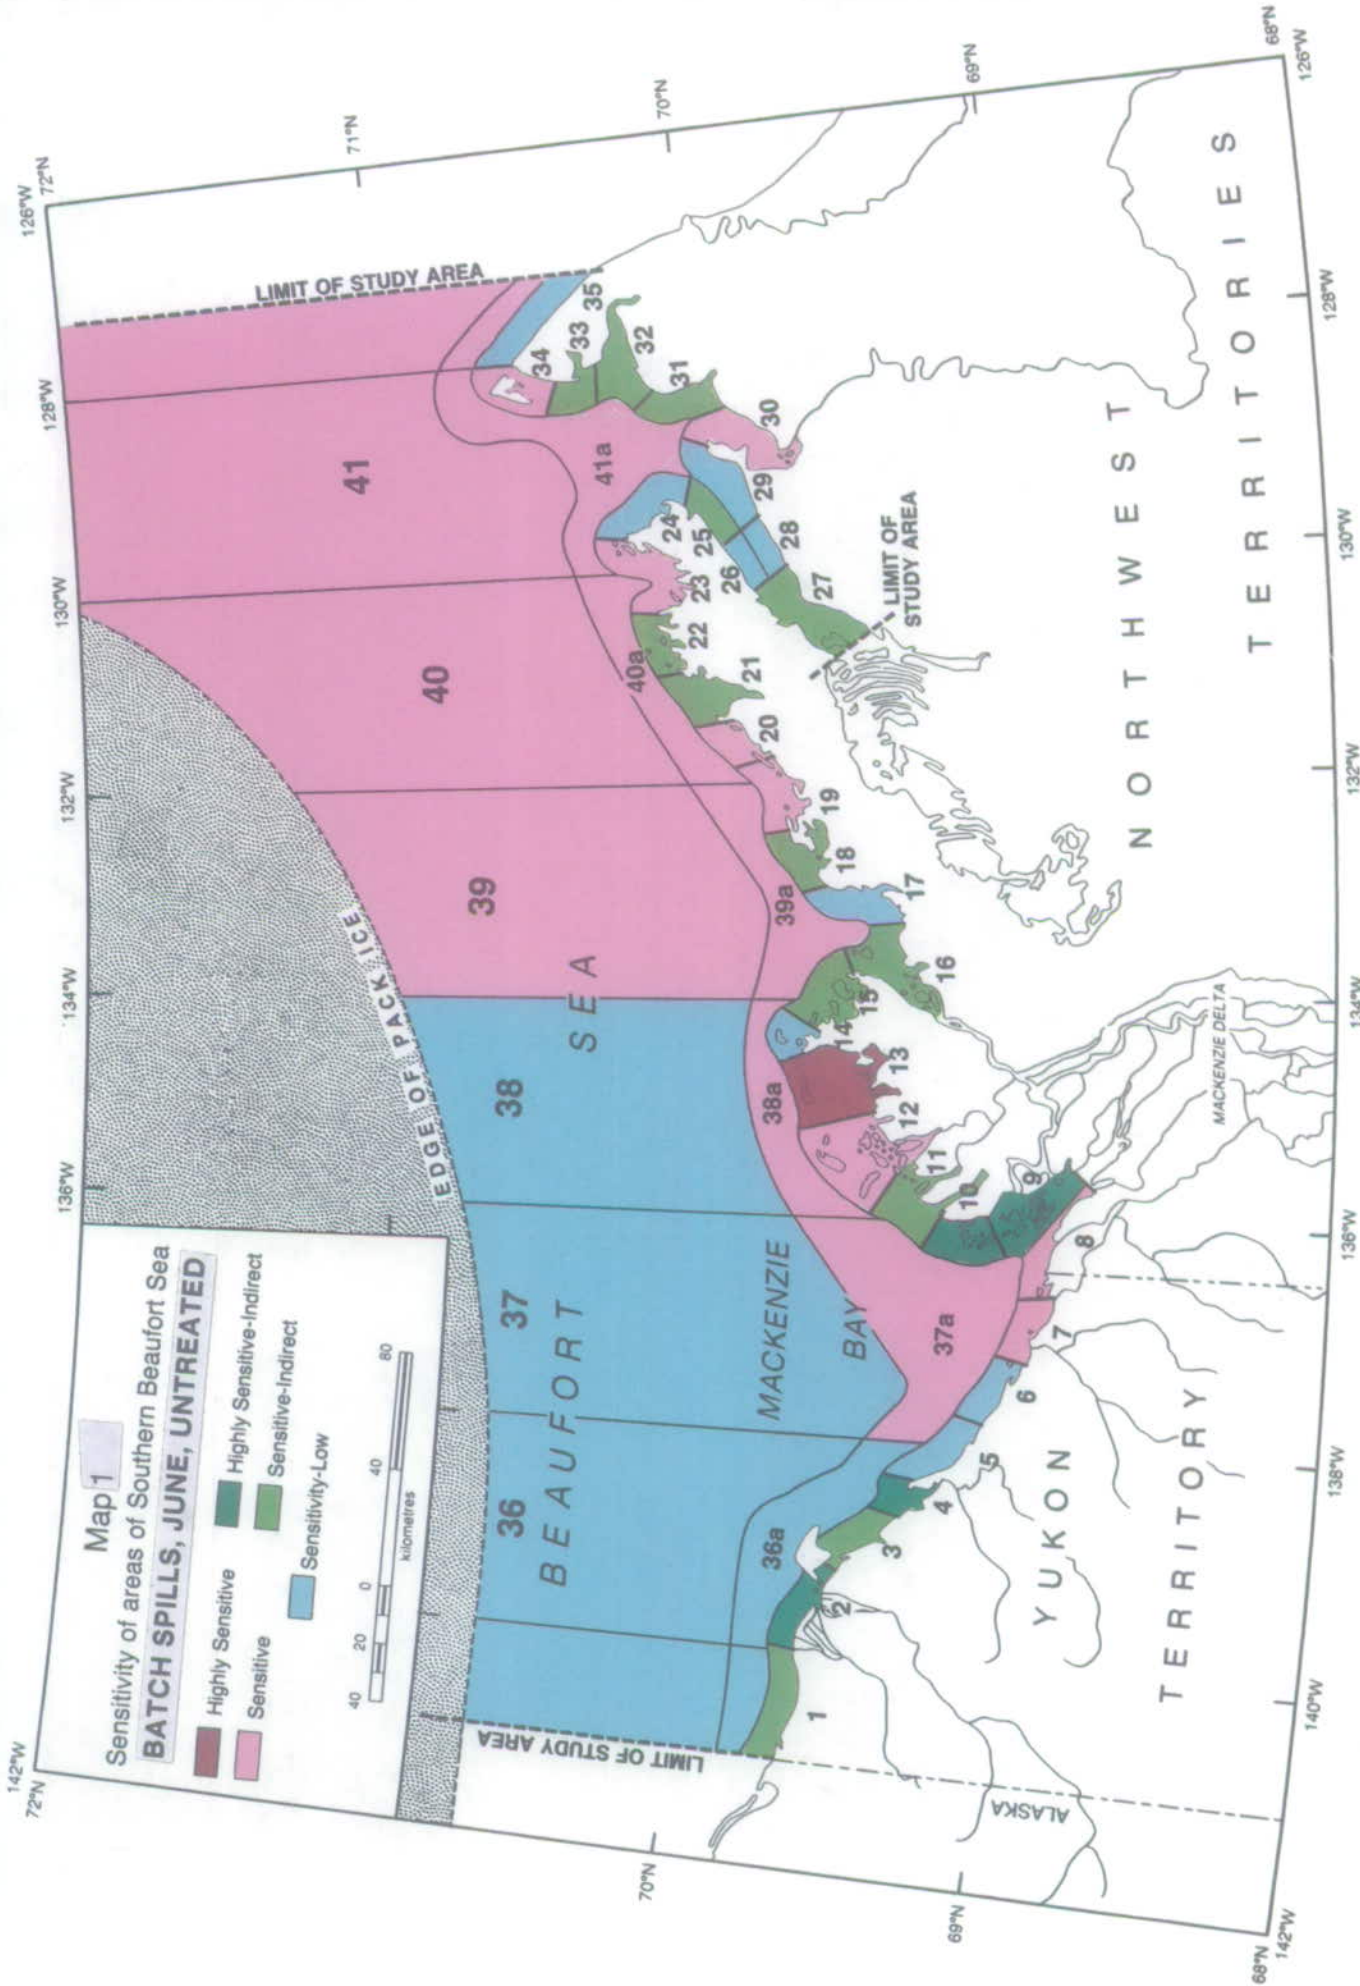 Map 1
Sensitivity of areas of Southern Beaufort Sea
BATCH SPILLS, JUNE, UNTREATED
Highly Sensitive
Sensitive
Highly Sensitive-Indirect
Sensitive-Indirect
Sensitivity-Low
40 20 0 40 80
kilometres
142°W
72°N
136°W
134°W
132°W
130°W
128°W
126°W
72°N
71°N
70°N
69°N
68°N
126°W
128°W
130°W
132°W
134°W
136°W
138°W
140°W
142°W
68°N
69°N
70°N
EDGE OF PACK ICE
LIMIT OF STUDY AREA
LIMIT OF STUDY AREA
LIMIT OF
STUDY AREA
BEAUFORT SEA
MACKENZIE
BAY
MACKENZIE DELTA
YUKON
TERRITORY
NORTHWEST
TERRITORIES
ALASKA
36
37
38
39
40
41
36a
37a
38a
39a
40a
41a
1
2
3
4
5
6
7
8
9
10
11
12
13
14
15
16
17
18
19
20
21
22
23
24
25
26
27
28
29
30
31
32
33
34
35